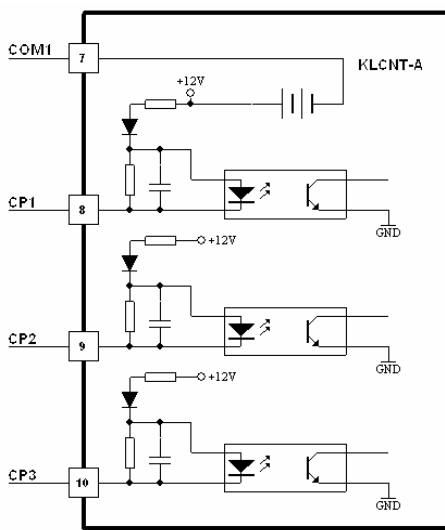 COM1
7
KLCNT-A
+12V
CP1
8
GND
+12V
CP2
9
GND
+12V
CP3
10
GND